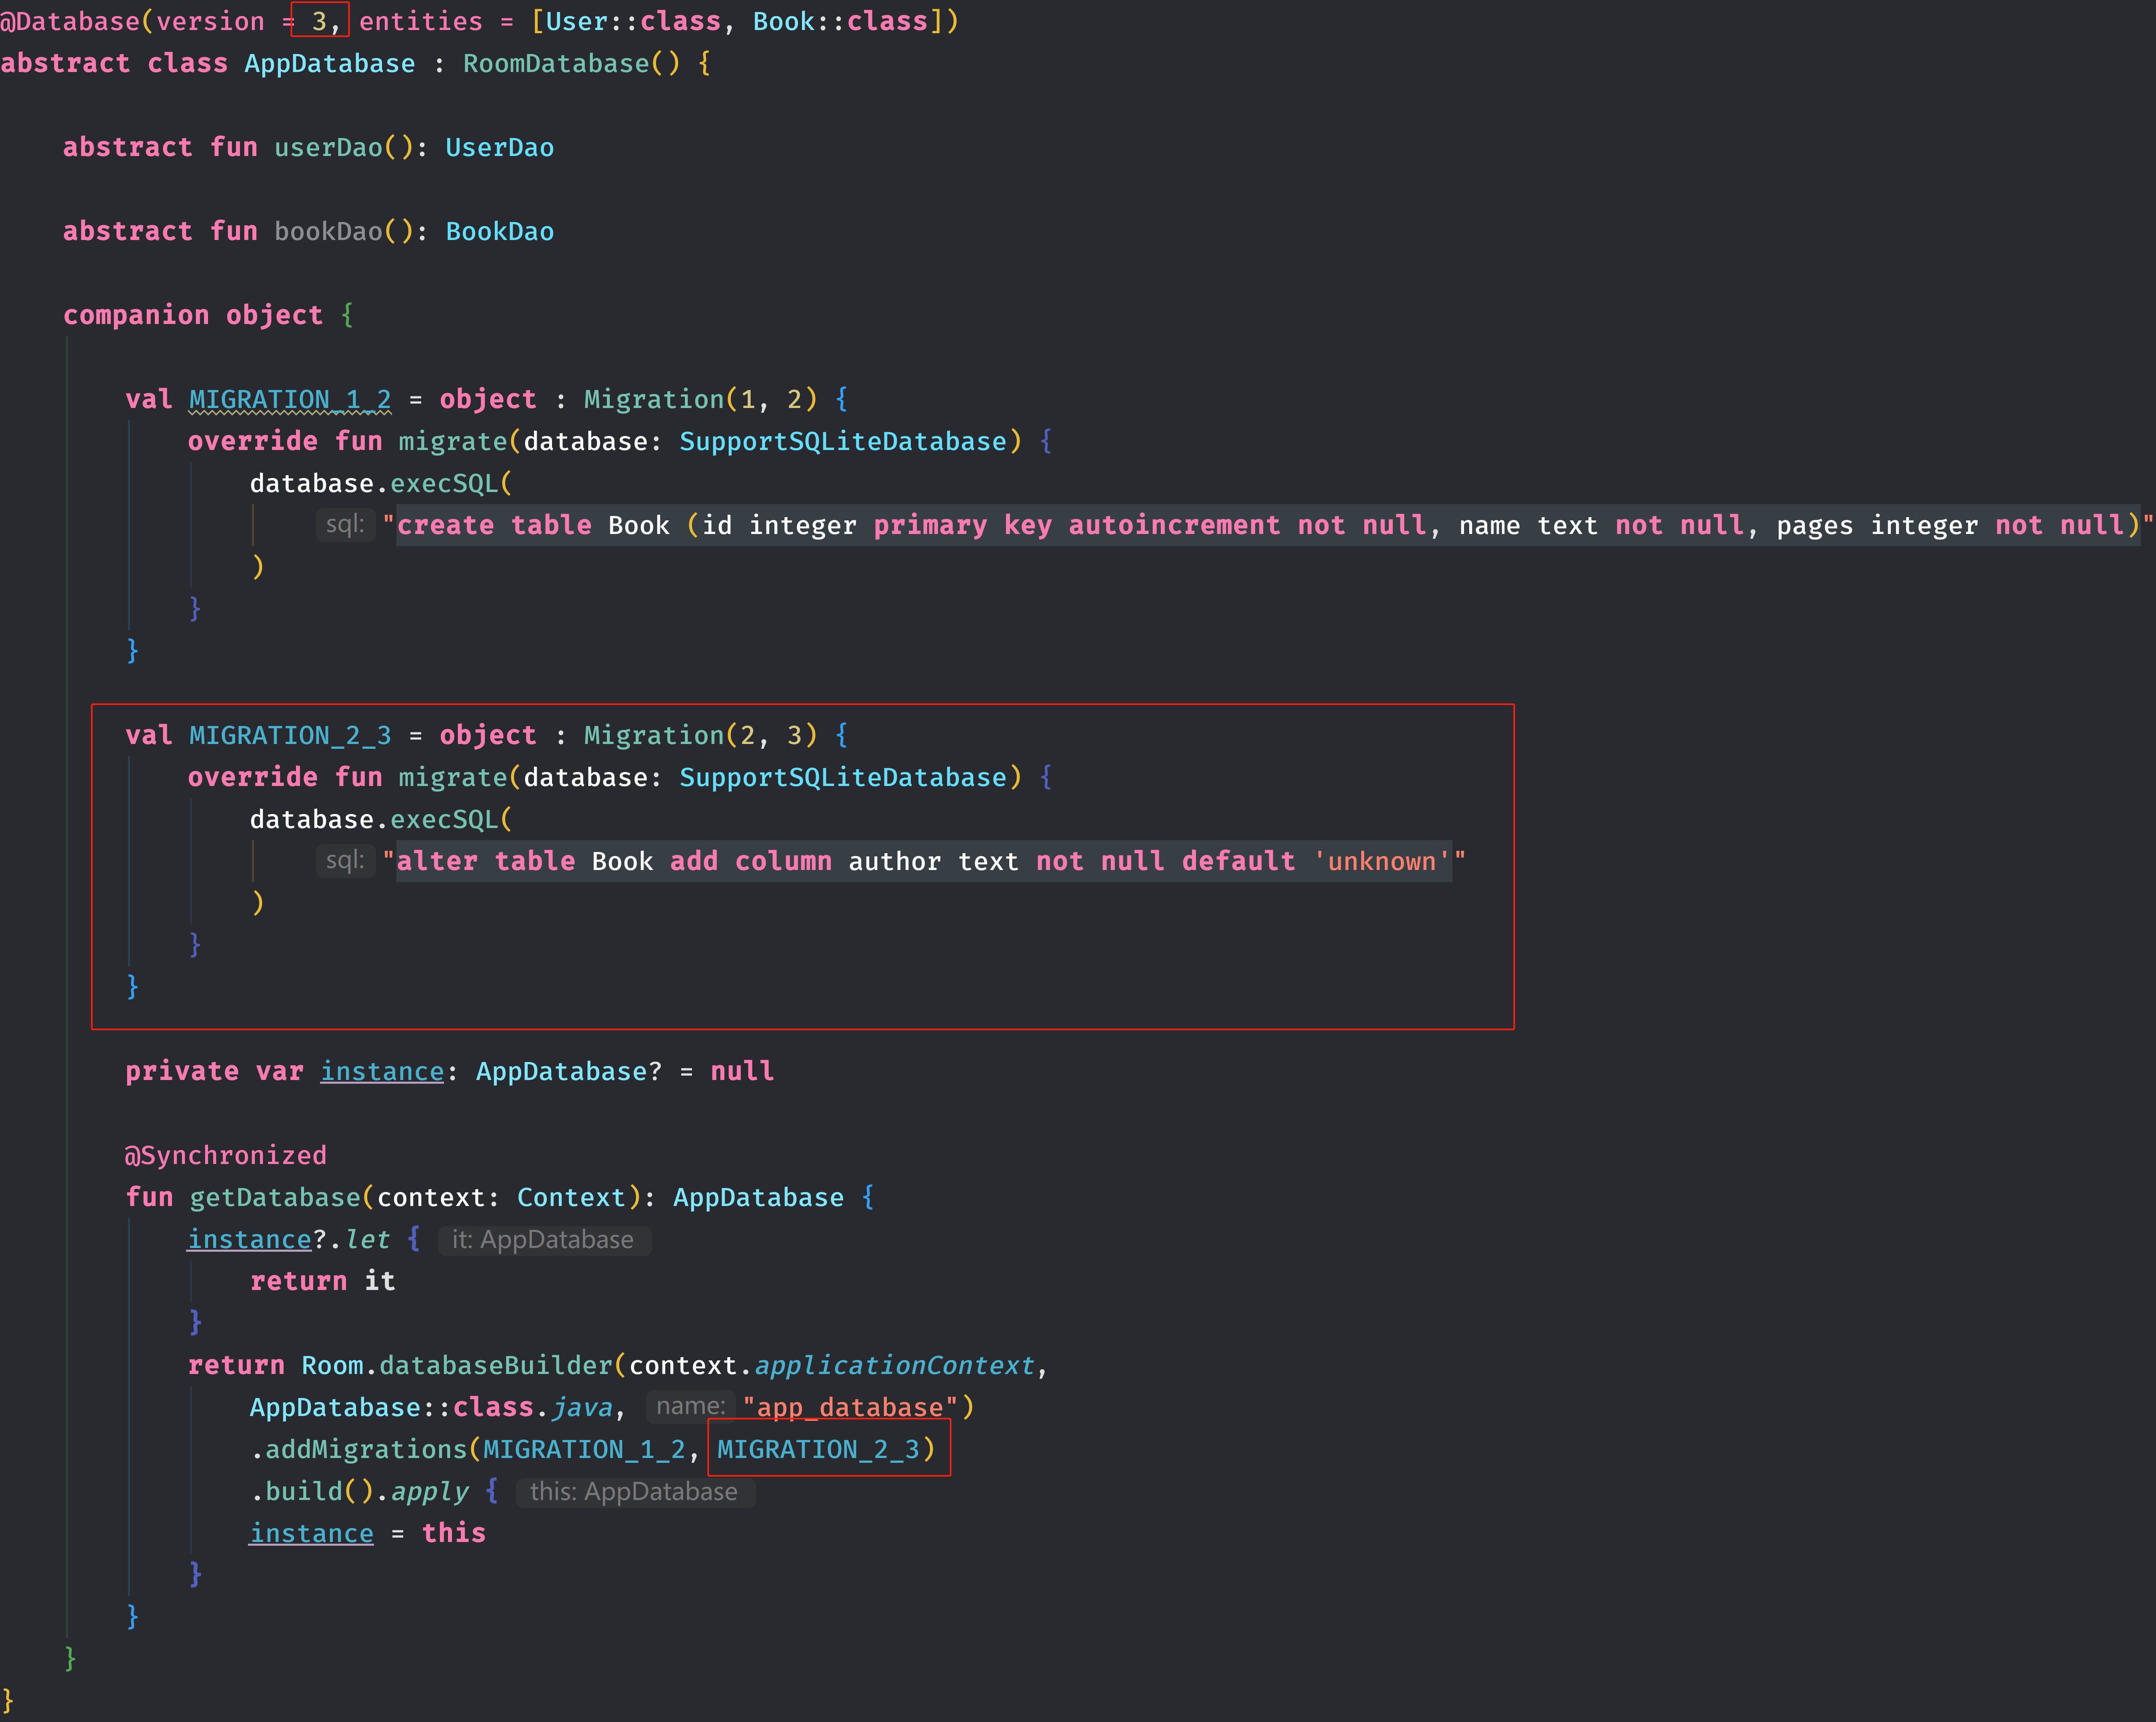 @Database(version = 3, entities = [User::class, Book::class])
abstract class AppDatabase : RoomDatabase() {
abstract fun userDao(): UserDao
abstract fun bookDao(): BookDao
companion object {
val MIGRATION_1_2 = object : Migration(1, 2) {
override fun migrate(database: SupportSQLiteDatabase) {
database.execSQL(
sql: "create table Book (id integer primary key autoincrement not null, name text not null, pages integer not null)"
)
}
}
val MIGRATION_2_3 = object : Migration(2, 3) {
override fun migrate(database: SupportSQLiteDatabase) {
database.execSQL(
sql: "alter table Book add column author text not null default 'unknown'"
)
}
}
private var instance: AppDatabase? = null
@Synchronized
fun getDatabase(context: Context): AppDatabase {
instance?.let { it: AppDatabase
return it
}
return Room.databaseBuilder(context.applicationContext,
AppDatabase::class.java, name: "app_database")
.addMigrations(MIGRATION_1_2, MIGRATION_2_3)
.build().apply { this: AppDatabase
instance = this
}
}
}
}